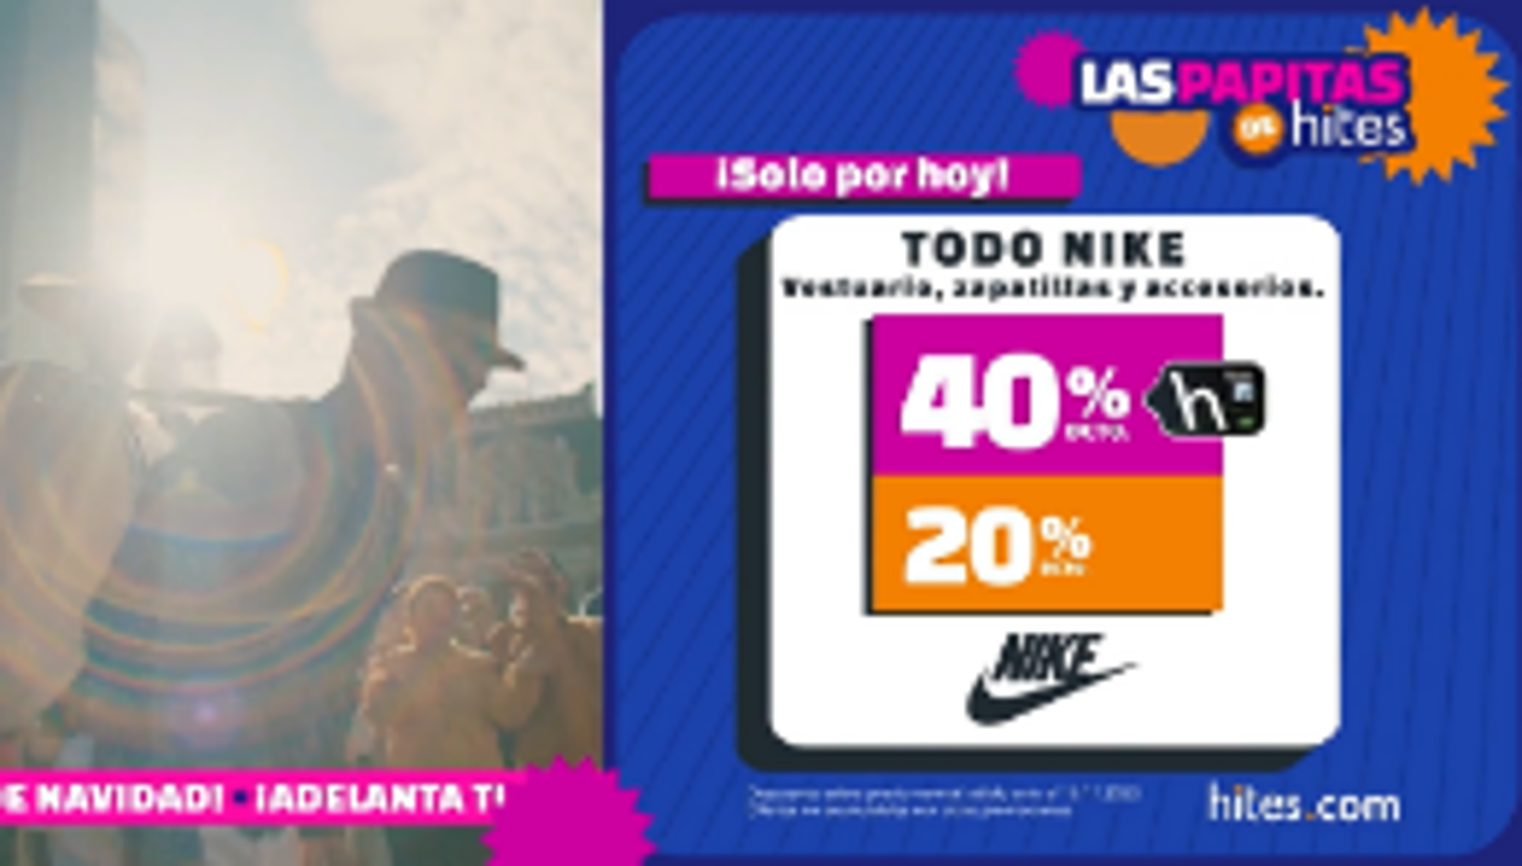 LAS PAPITAS
DE hites
¡Solo por hoy!
TODO NIKE
Vestuario, zapatillas y accesorios.
40%
DCTO.
h
20%
DCTO.
NIKE
E NAVIDAD! • ¡ADELANTA T
hites.com